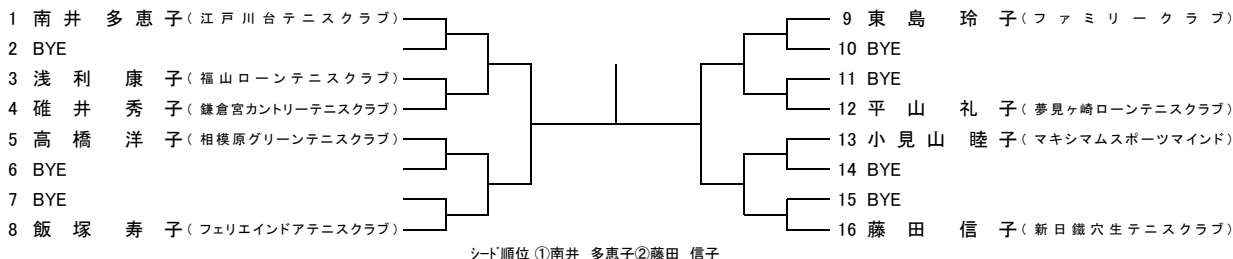 1 南井 多恵子(江戸川台テニスクラブ)
2 BYE
3 浅利 康子(福山ローンテニスクラブ)
4 碓井 秀子(鎌倉宮カントリーテニスクラブ)
5 高橋 洋子(相模原グリーンテニスクラブ)
6 BYE
7 BYE
8 飯塚 寿子(フェリエインドアテニスクラブ)
9 東島 玲子(ファミリークラブ)
10 BYE
11 BYE
12 平山 礼子(夢見ヶ崎ローンテニスクラブ)
13 小見山 睦子(マキシマムスポーツマインド)
14 BYE
15 BYE
16 藤田 信子(新日鐵穴生テニスクラブ)
シード順位 ①南井 多恵子②藤田 信子